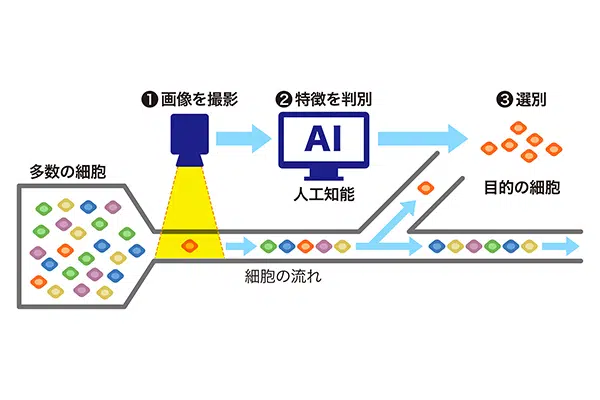 ❶画像を撮影
❷特徴を判別
❸選別
AI
多数の細胞
人工知能
目的の細胞
細胞の流れ